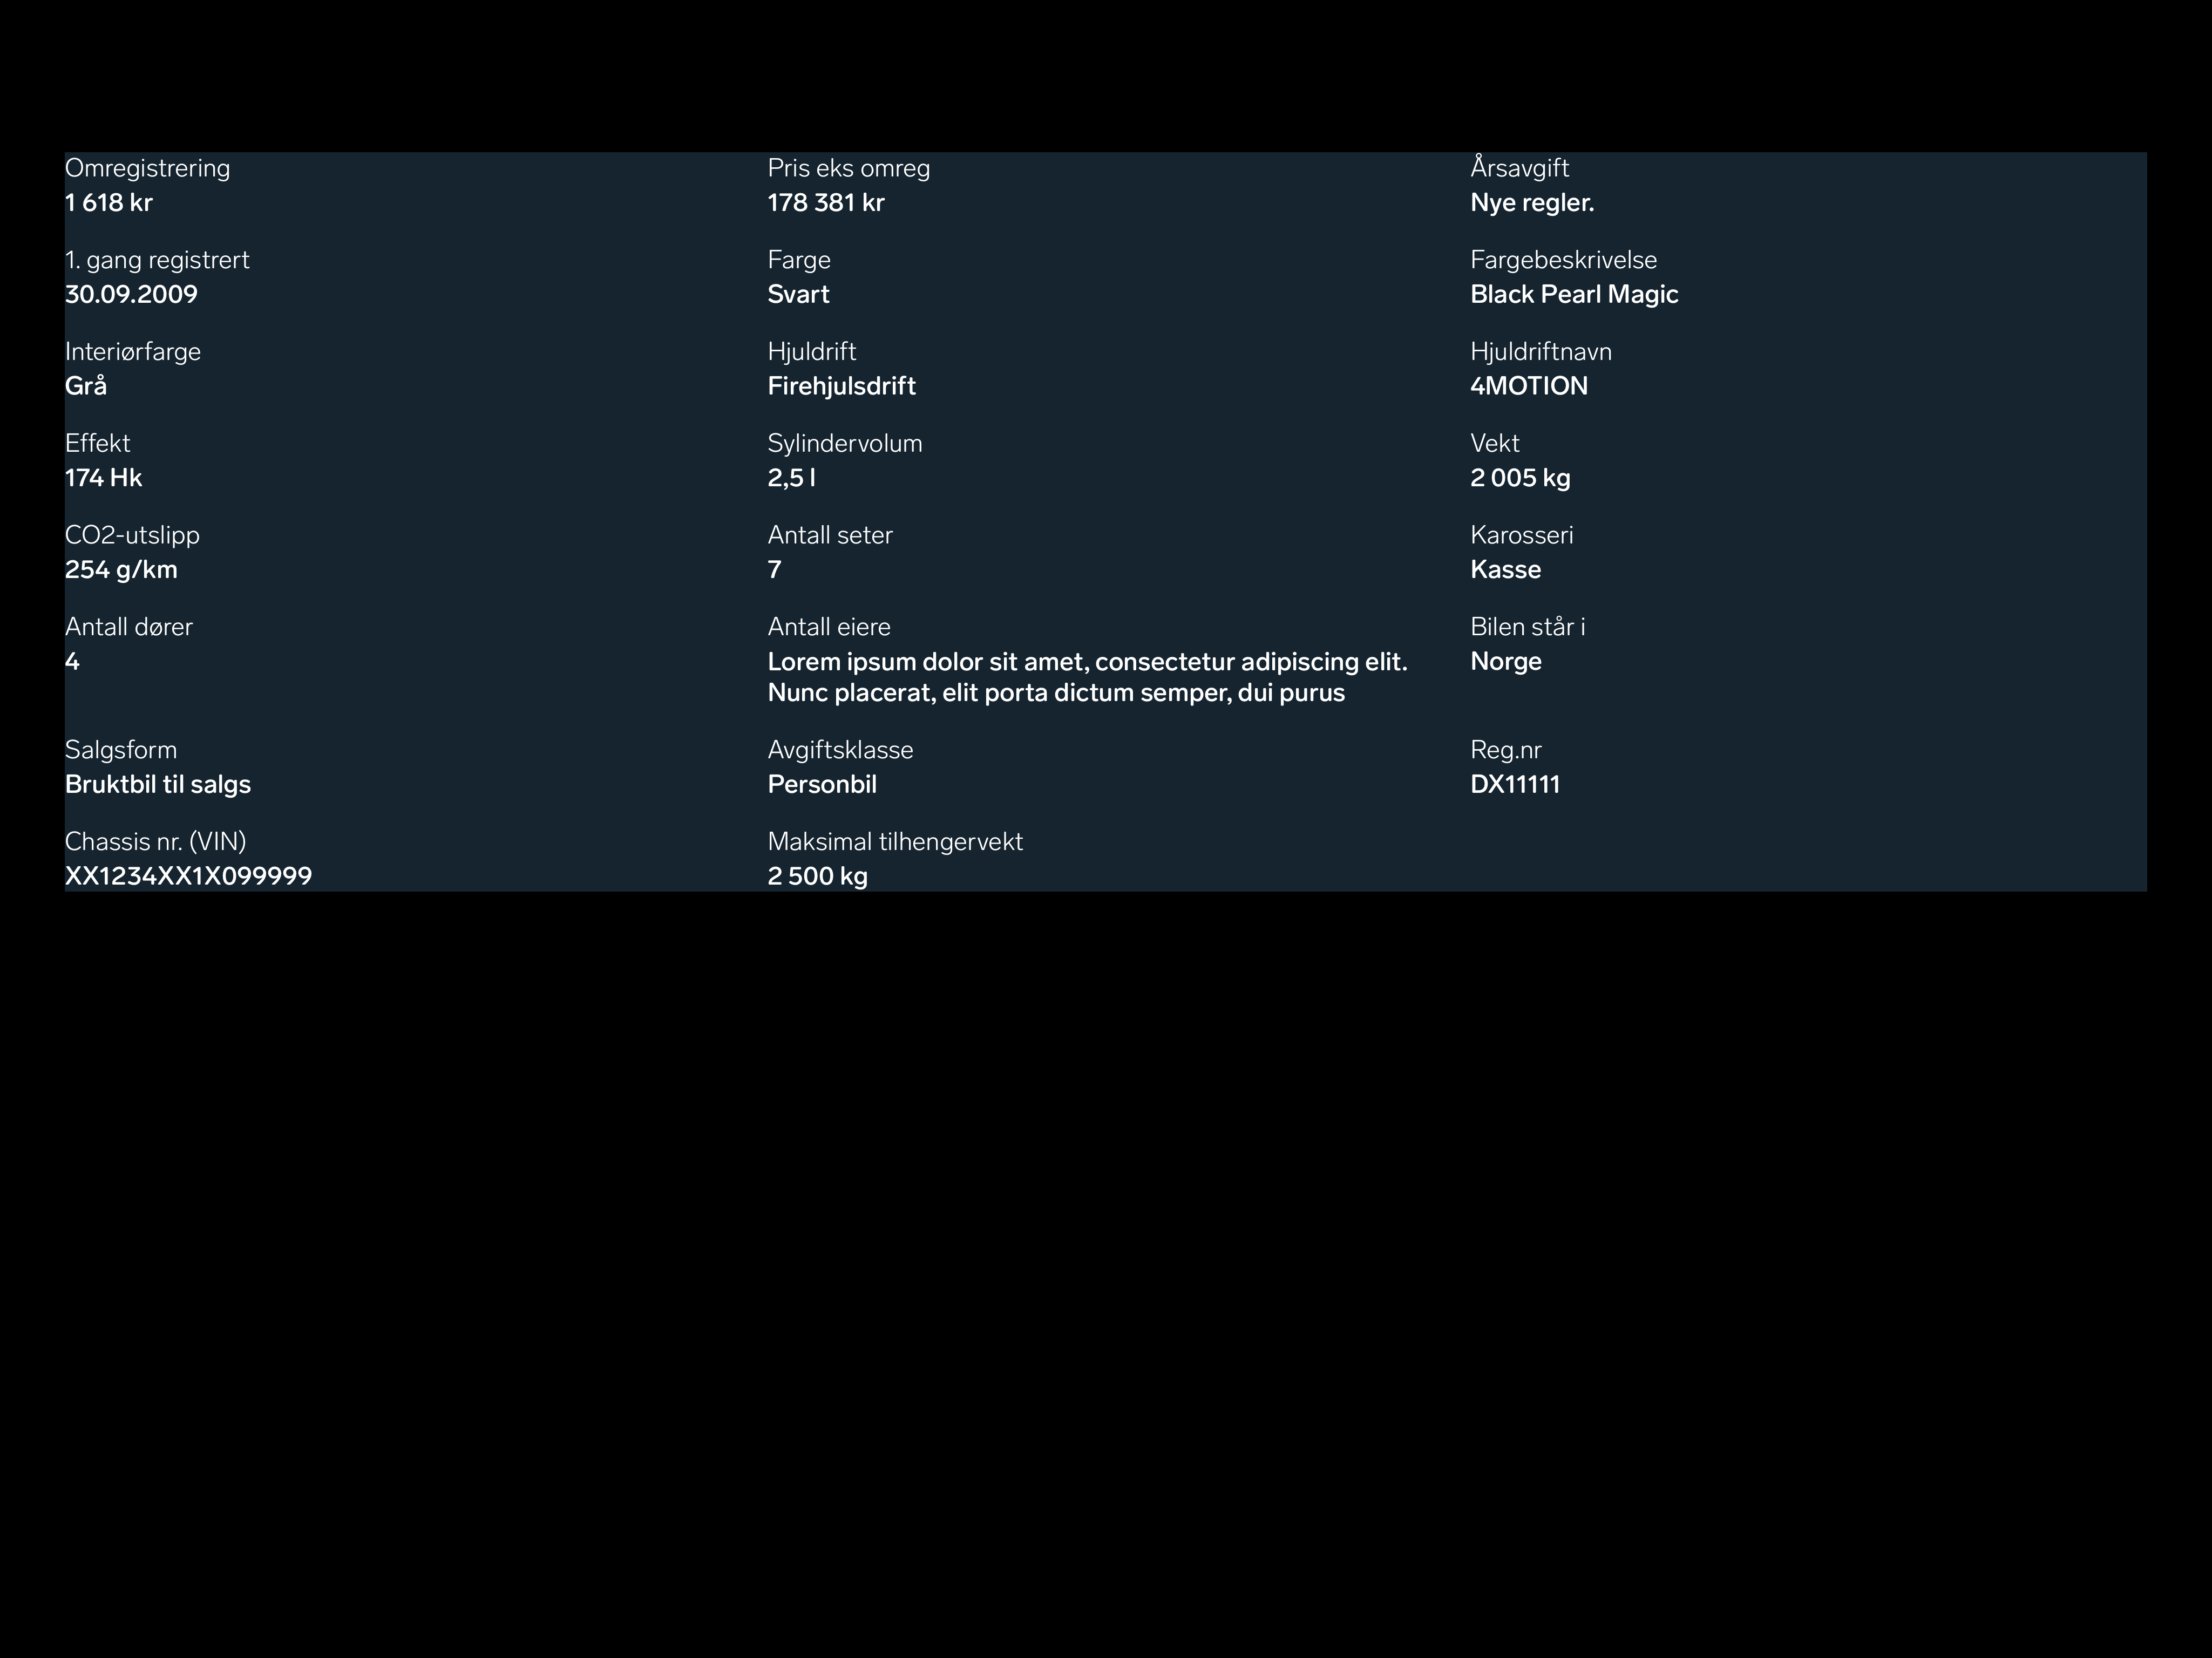 Omregistrering
1 618 kr
Pris eks omreg
178 381 kr
Årsavgift
Nye regler.
1. gang registrert
30.09.2009
Farge
Svart
Fargebeskrivelse
Black Pearl Magic
Interiørfarge
Grå
Hjuldrift
Firehjulsdrift
Hjuldriftnavn
4MOTION
Effekt
174 Hk
Sylindervolum
2,5 l
Vekt
2 005 kg
CO2-utslipp
254 g/km
Antall seter
7
Karosseri
Kasse
Antall dører
4
Antall eiere
Lorem ipsum dolor sit amet, consectetur adipiscing elit.
Nunc placerat, elit porta dictum semper, dui purus
Bilen står i
Norge
Salgsform
Bruktbil til salgs
Avgiftsklasse
Personbil
Reg.nr
DX11111
Chassis nr. (VIN)
XX1234XX1X099999
Maksimal tilhengervekt
2 500 kg